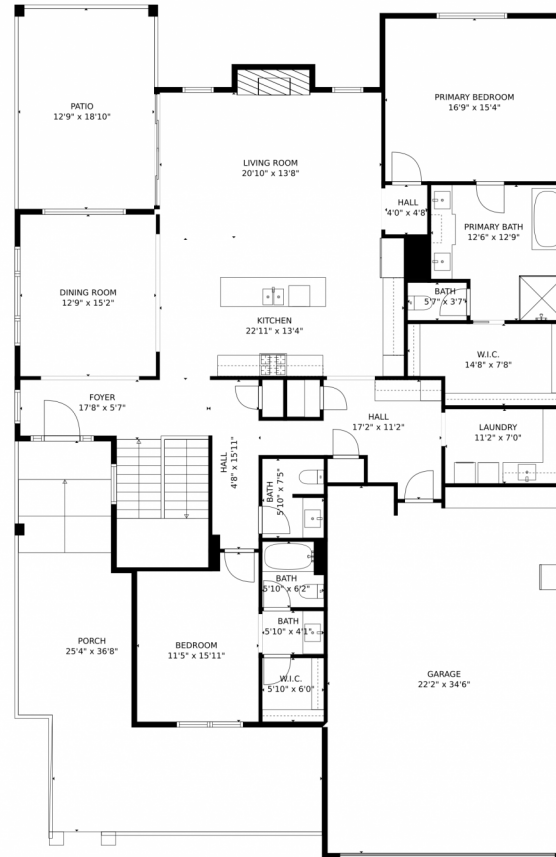 PATIO
12'9" x 18'10"
PRIMARY BEDROOM
16'9" x 15'4"
LIVING ROOM
20'10" x 13'8"
HALL
4'0" x 4'8"
PRIMARY BATH
12'6" x 12'9"
DINING ROOM
12'9" x 15'2"
BATH
5'7" x 3'7"
KITCHEN
22'11" x 13'4"
W.I.C.
14'8" x 7'8"
FOYER
17'8" x 5'7"
HALL
17'2" x 11'2"
LAUNDRY
11'2" x 7'0"
HALL
4'8" x 15'11"
BATH
5'10" x 7'5"
BATH
5'10" x 6'2"
BATH
5'10" x 4'1"
PORCH
25'4" x 36'8"
BEDROOM
11'5" x 15'11"
W.I.C.
5'10" x 6'0"
GARAGE
22'2" x 34'6"